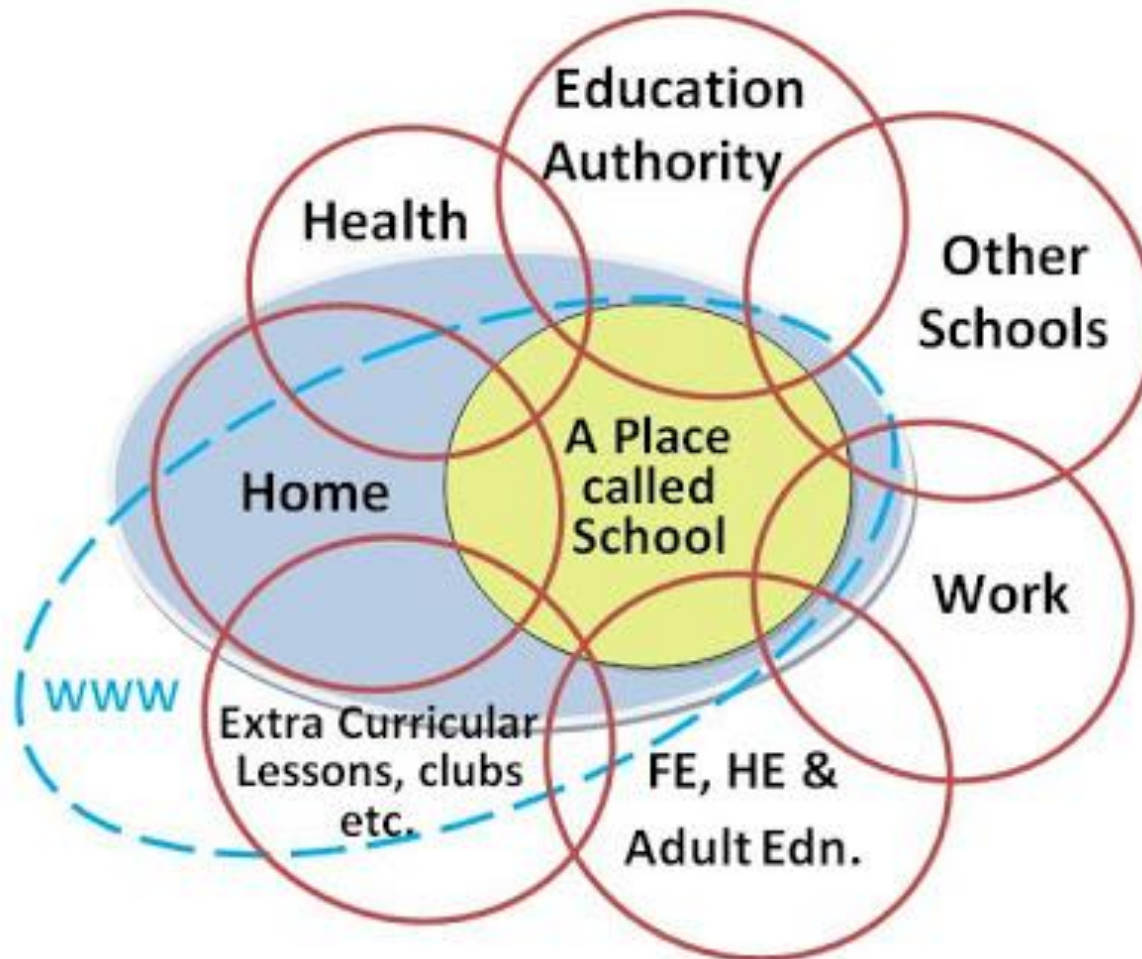 Education
Authority
Health
Other
Schools
A Place
called
School
Home
Work
www
Extra Curricular
Lessons, clubs
etc.
FE, HE &
Adult Edn.